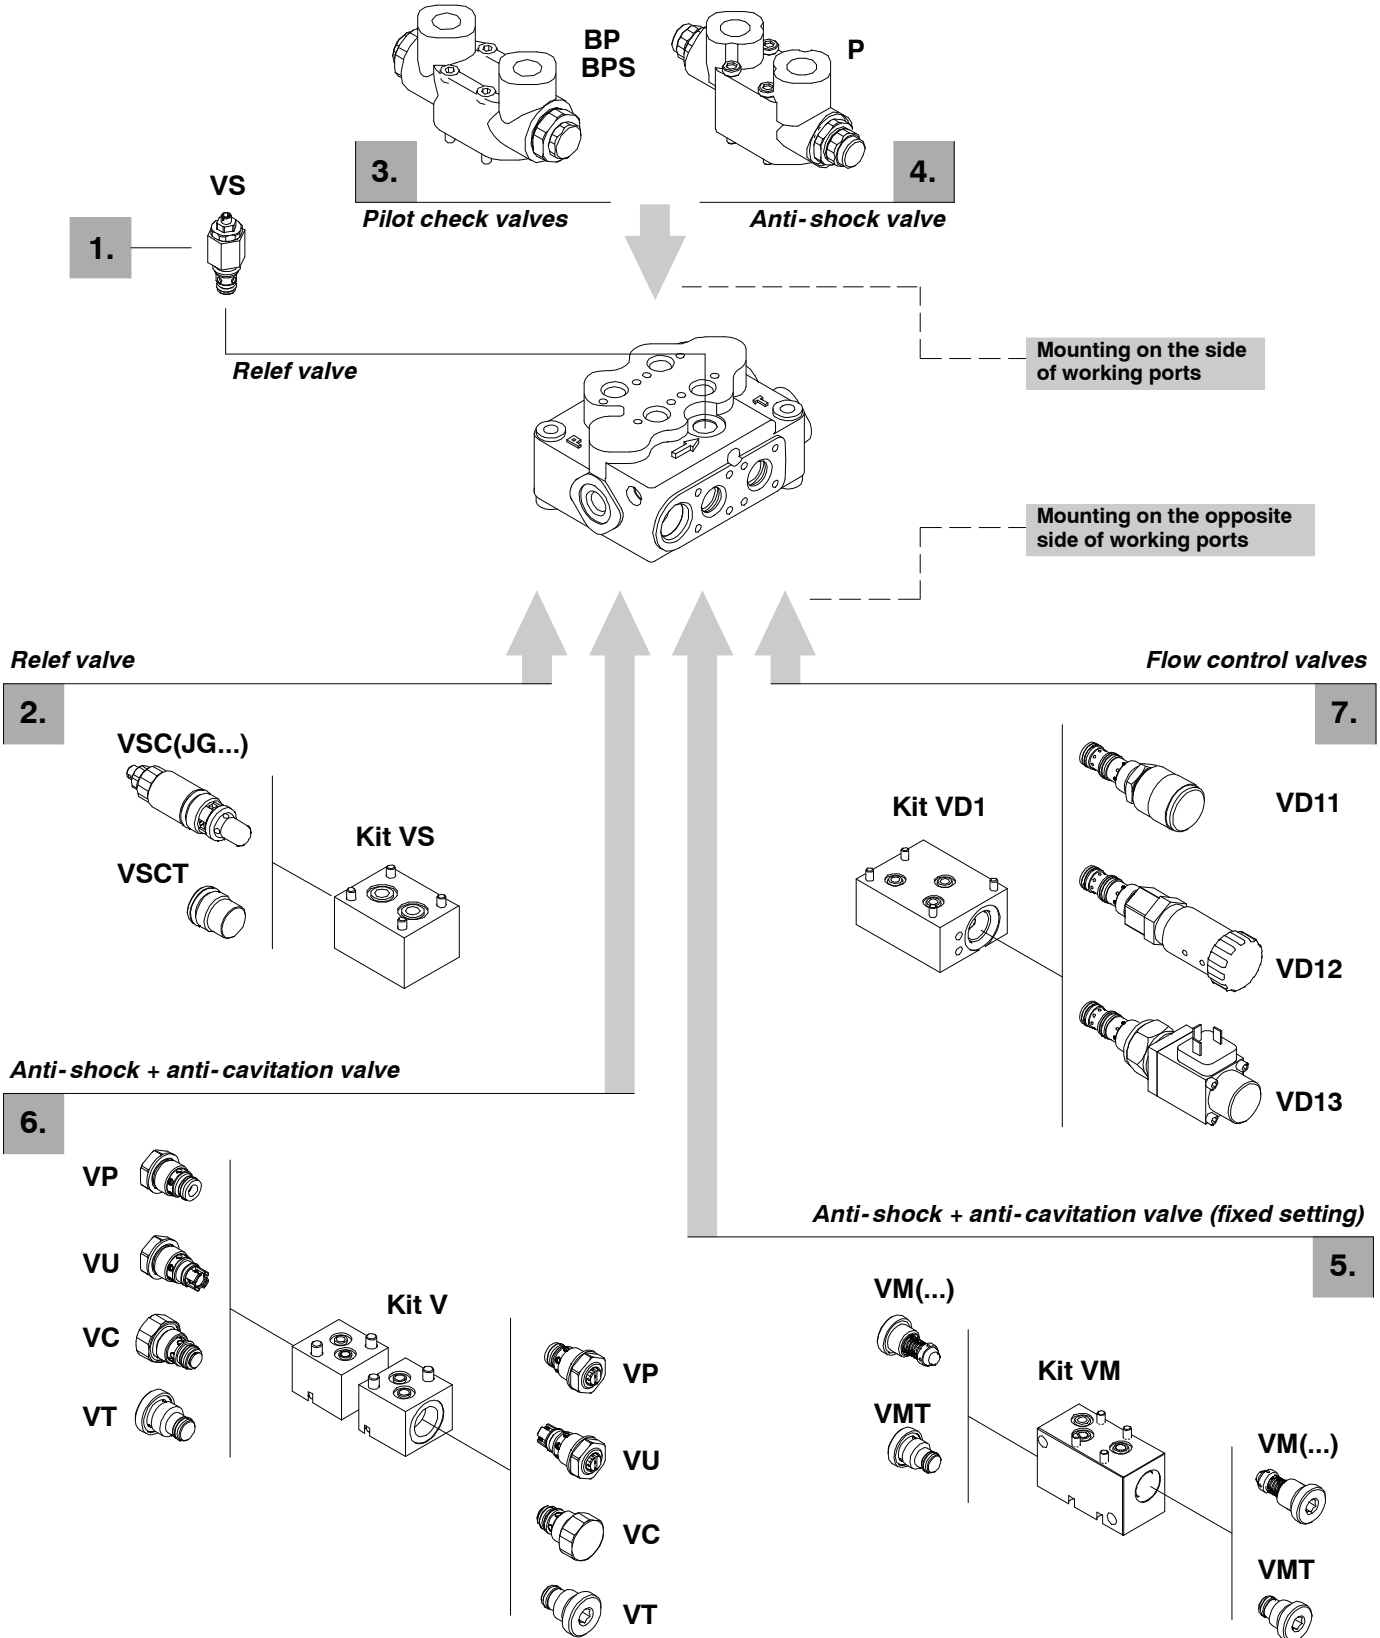 BP
BPS
P
3.
4.
Pilot check valves
Anti-shock valve
VS
1.
Relef valve
Mounting on the side
of working ports
P
T
Mounting on the opposite
side of working ports
Relef valve
2.
VSC(JG...)
VSCT
Kit VS
Flow control valves
7.
Kit VD1
VD11
VD12
VD13
Anti-shock + anti-cavitation valve
6.
VP
VU
VC
VT
Kit V
VP
VU
VC
VT
Anti-shock + anti-cavitation valve (fixed setting)
5.
VM(...)
VMT
Kit VM
VM(...)
VMT